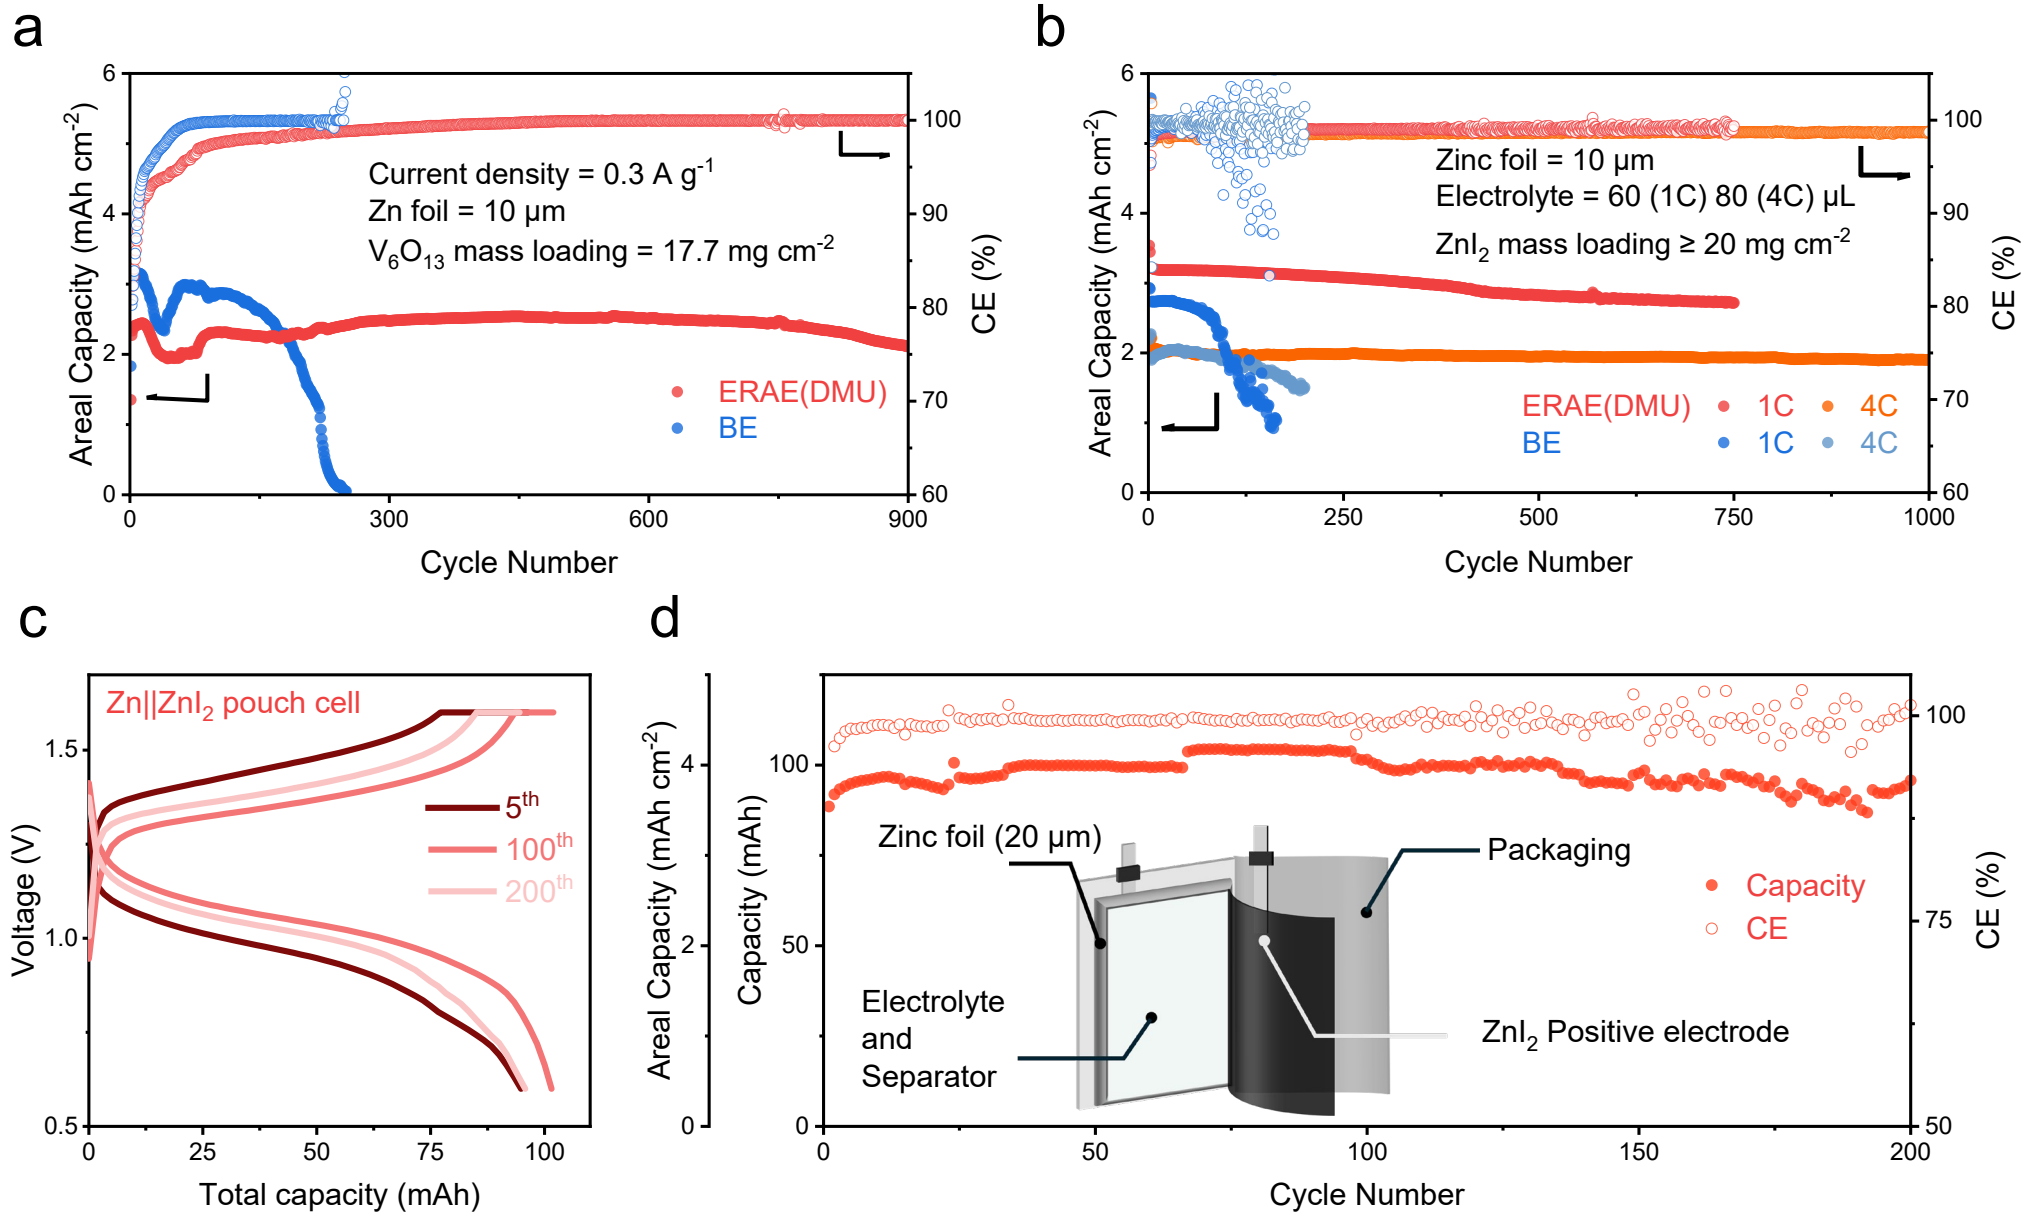 a
6
4
2
0
Areal Capacity (mAh cm⁻²)
100
90
80
70
60
CE (%)
Current density = 0.3 A g⁻¹
Zn foil = 10 µm
V₆O₁₃ mass loading = 17.7 mg cm⁻²
ERAE(DMU)
BE
0 300 600 900
Cycle Number
b
6
4
2
0
Areal Capacity (mAh cm⁻²)
100
90
80
70
60
CE (%)
Zinc foil = 10 µm
Electrolyte = 60 (1C) 80 (4C) µL
ZnI₂ mass loading ≥ 20 mg cm⁻²
ERAE(DMU) 1C 4C
BE 1C 4C
0 250 500 750 1000
Cycle Number
c
Zn||ZnI₂ pouch cell
1.5
1.0
0.5
Voltage (V)
5ᵗʰ
100ᵗʰ
200ᵗʰ
0 25 50 75 100
Total capacity (mAh)
d
4
2
0
Areal Capacity (mAh cm⁻²)
100
50
0
Capacity (mAh)
100
75
50
CE (%)
Zinc foil (20 µm)
Packaging
Capacity
CE
Electrolyte
and
Separator
ZnI₂ Positive electrode
0 50 100 150 200
Cycle Number